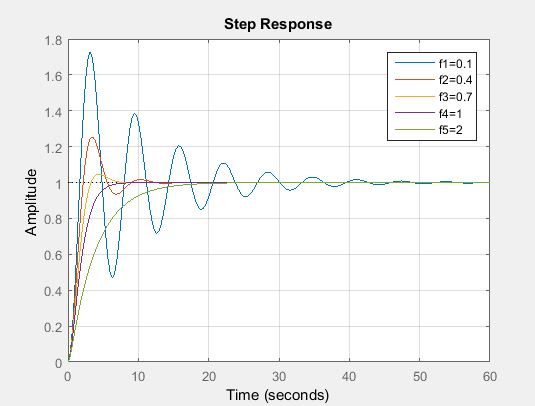 Step Response
f1=0.1
f2=0.4
f3=0.7
f4=1
f5=2
1.8
1.6
1.4
1.2
1
0.8
0.6
0.4
0.2
0
Amplitude
0 10 20 30 40 50 60
Time (seconds)